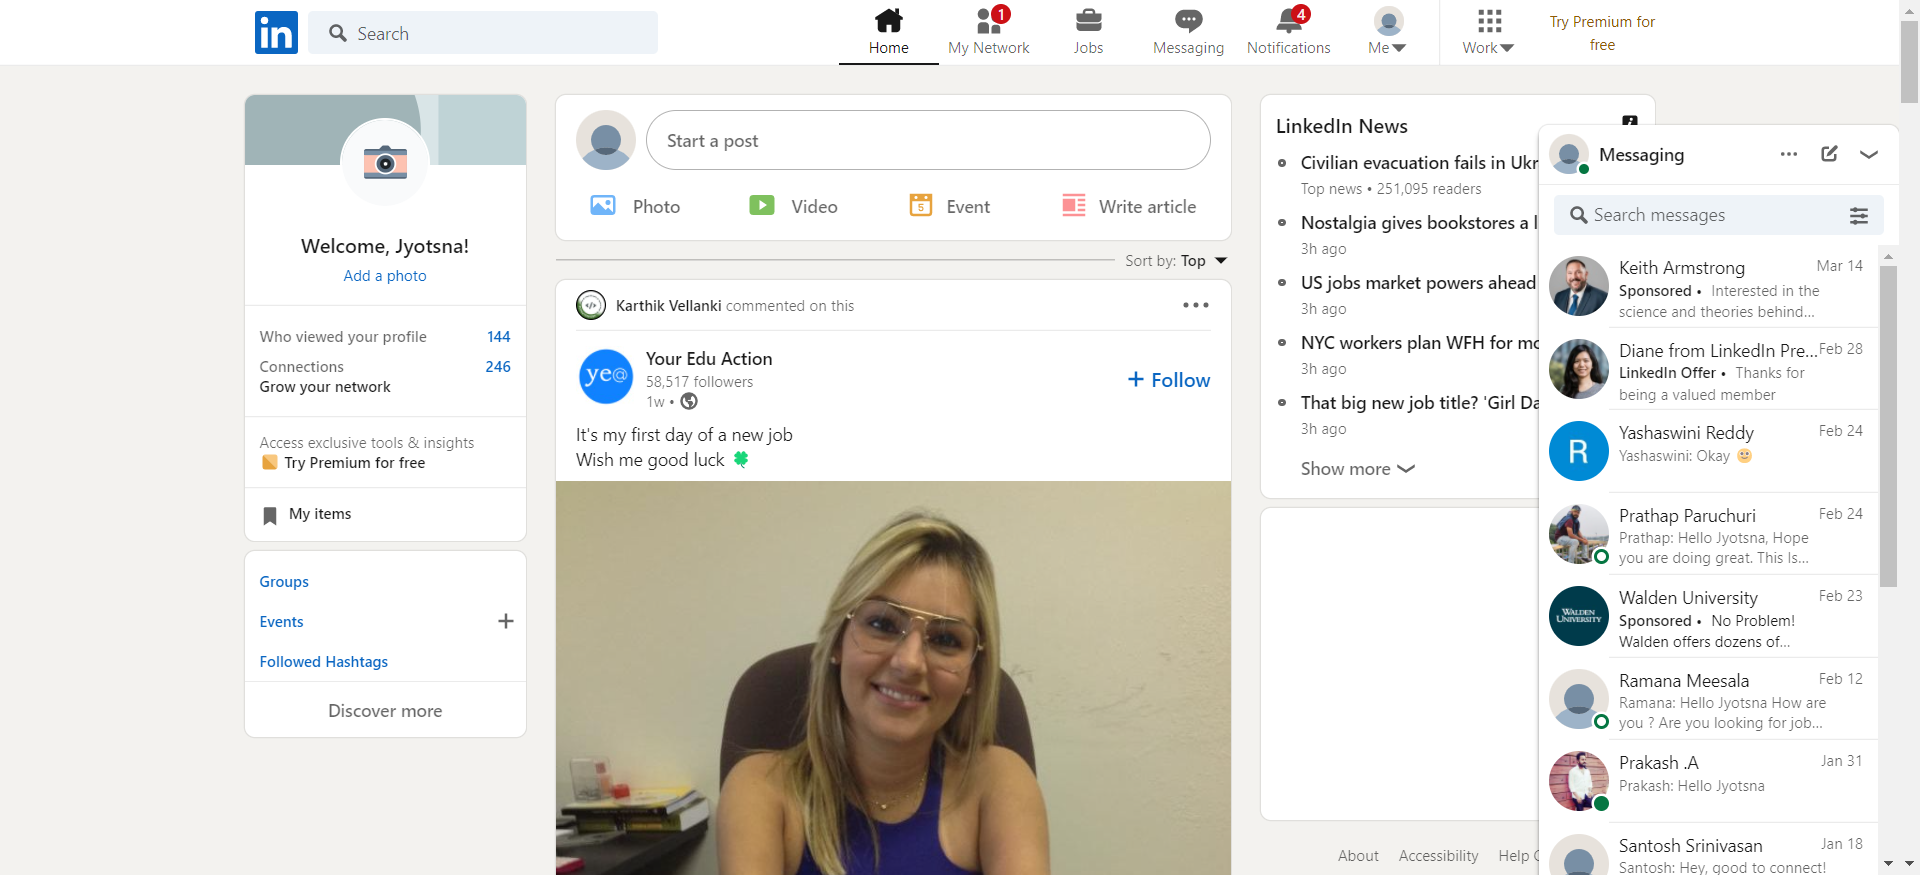 in
Search
Home
1
My Network
Jobs
Messaging
4
Notifications
Me
Work
Try Premium for
free
Welcome, Jyotsna!
Add a photo
Who viewed your profile 144
Connections 246
Grow your network
Access exclusive tools & insights
Try Premium for free
My items
Groups
Events
Followed Hashtags
Discover more
Start a post
Photo
Video
5
Event
Write article
Sort by: Top
Karthik Vellanki commented on this
ye@
Your Edu Action
58,517 followers
1w •
Follow
It's my first day of a new job
Wish me good luck
LinkedIn News
Civilian evacuation fails in Ukr
Top news • 251,095 readers
Nostalgia gives bookstores a l
3h ago
US jobs market powers ahead
3h ago
NYC workers plan WFH for mo
3h ago
That big new job title? 'Girl Da
3h ago
Show more
About Accessibility Help C
Messaging
Search messages
Keith Armstrong Mar 14
Sponsored • Interested in the
science and theories behind...
Diane from LinkedIn Pre... Feb 28
LinkedIn Offer • Thanks for
being a valued member
R
Yashaswini Reddy Feb 24
Yashaswini: Okay
Prathap Paruchuri Feb 24
Prathap: Hello Jyotsna, Hope
you are doing great. This Is...
WALDEN
UNIVERSITY
Walden University Feb 23
Sponsored • No Problem!
Walden offers dozens of...
Ramana Meesala Feb 12
Ramana: Hello Jyotsna How are
you ? Are you looking for job...
Prakash .A Jan 31
Prakash: Hello Jyotsna
Santosh Srinivasan Jan 18
Santosh: Hey, good to connect!